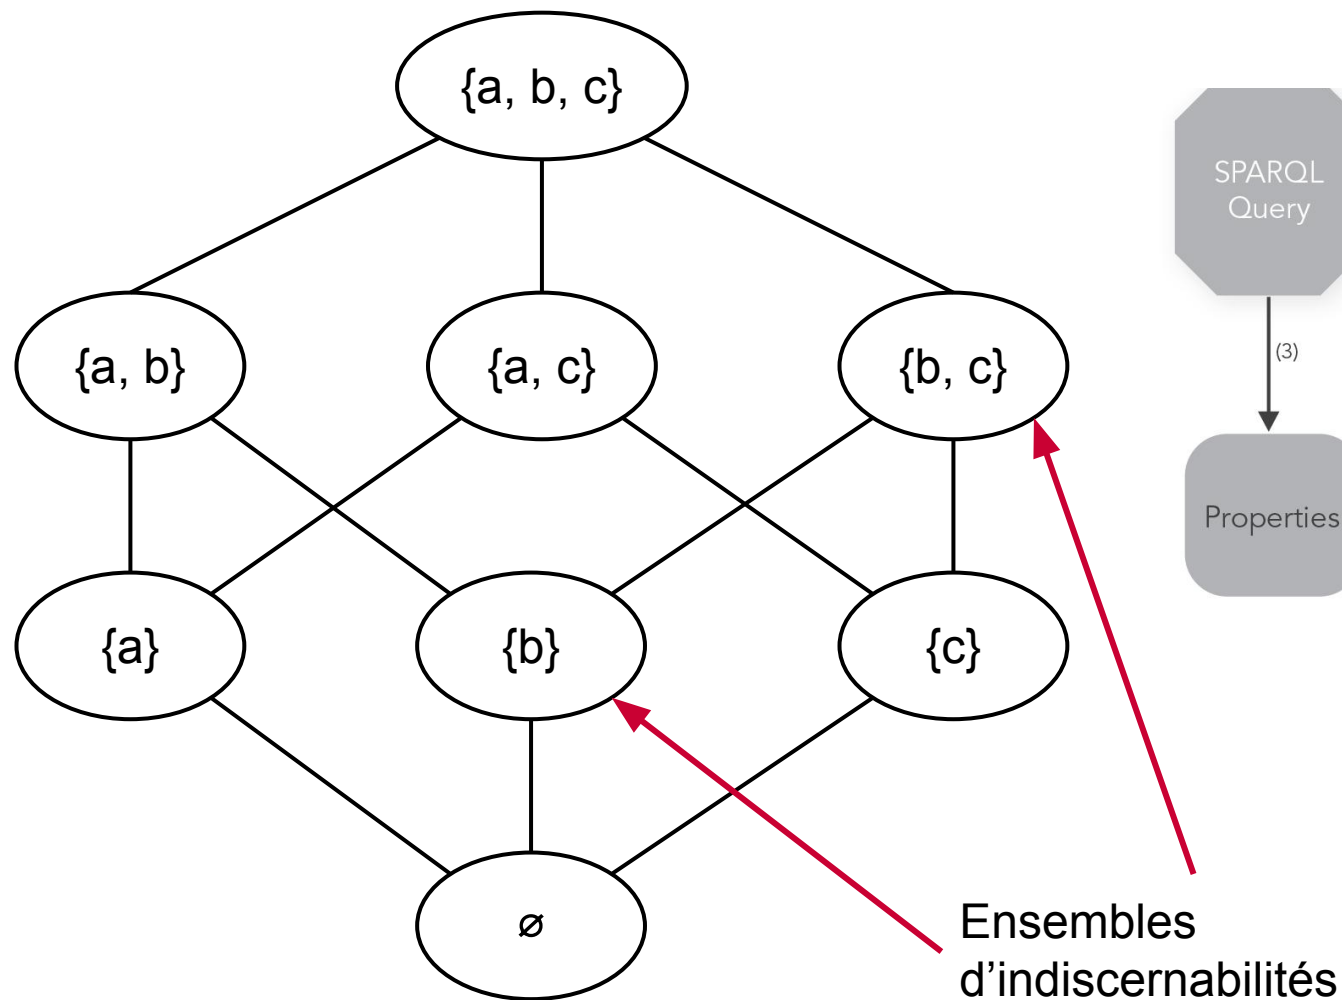 {a, b, c}
SPARQL
Query
(3)
{a, b}
{a, c}
{b, c}
Properties
{a}
{b}
{c}
∅
Ensembles
d’indiscernabilités